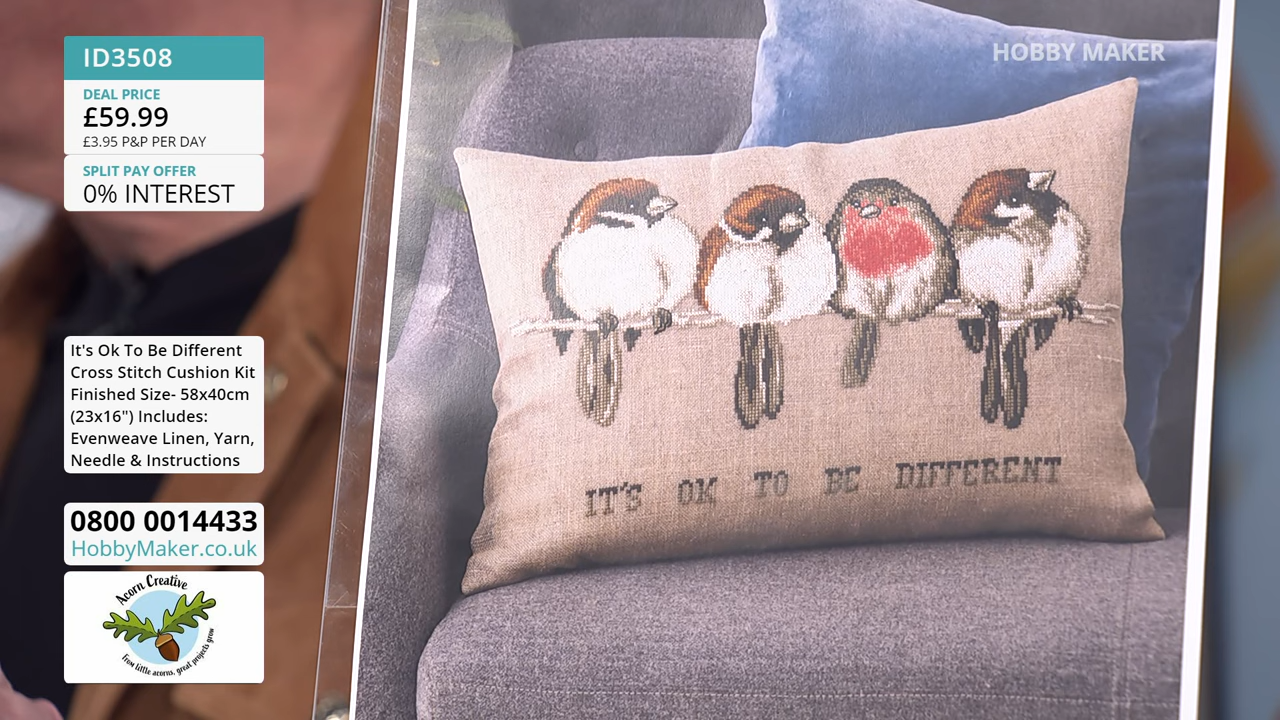 ID3508
DEAL PRICE
£59.99
£3.95 P&P PER DAY
SPLIT PAY OFFER
0% INTEREST
It's Ok To Be Different
Cross Stitch Cushion Kit
Finished Size- 58x40cm
(23x16") Includes:
Evenweave Linen, Yarn,
Needle & Instructions
0800 0014433
HobbyMaker.co.uk
Acorn Creative
From little acorns, great projects grow
HOBBY MAKER
IT'S OK TO BE DIFFERENT